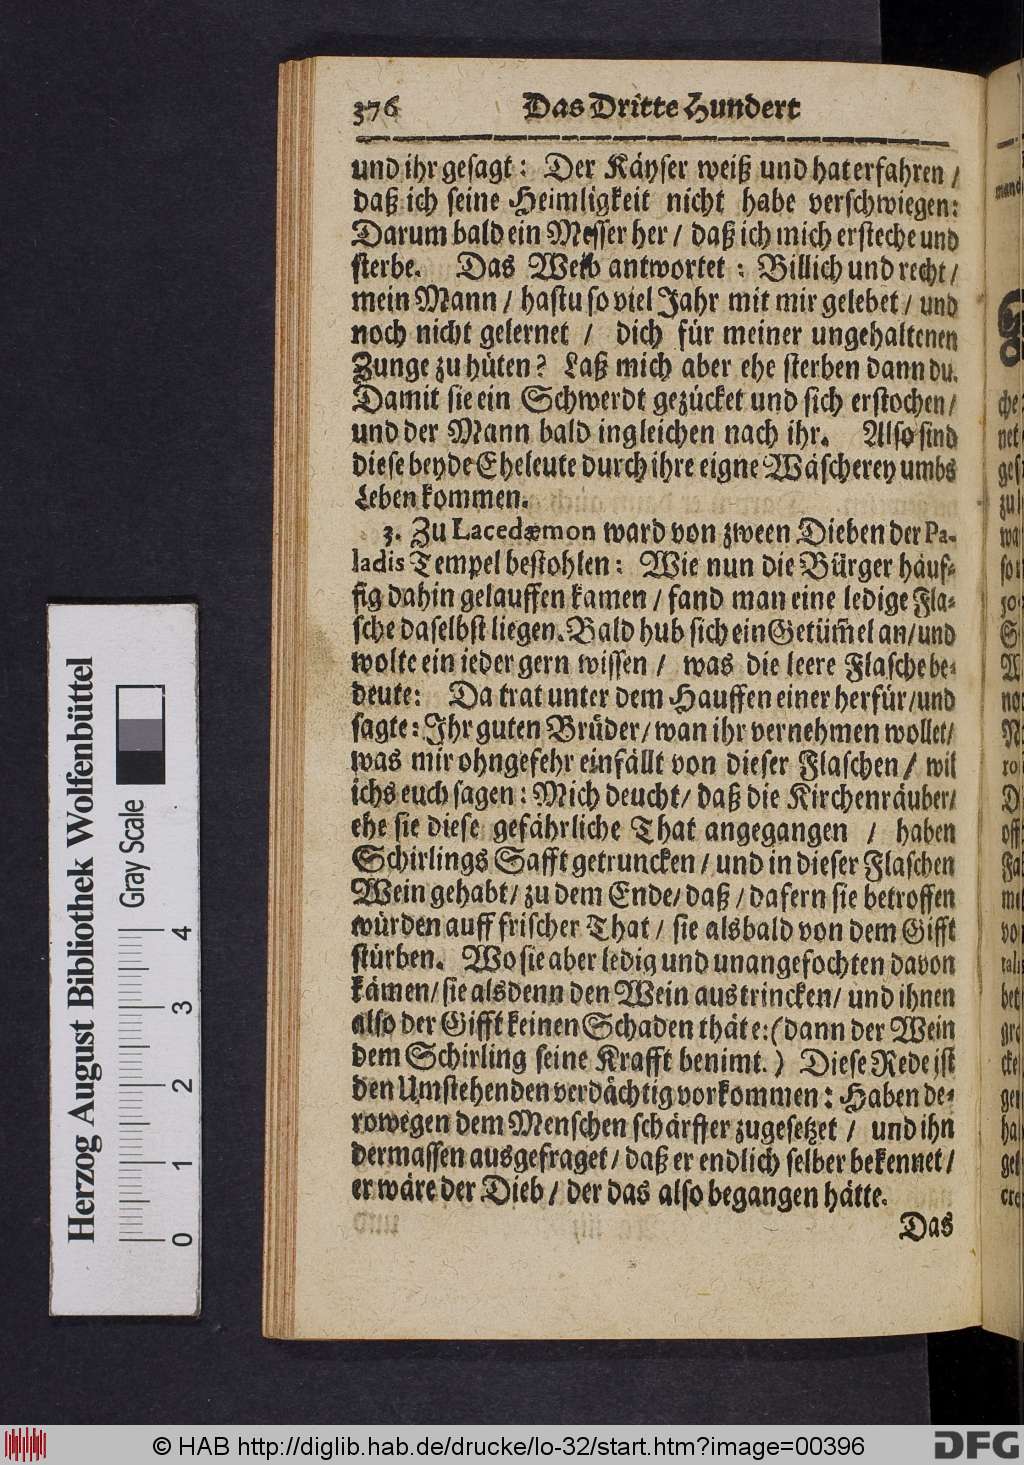 376 Das Dritte Hundert
und ihr gesagt: Der Käyser weiß und hat erfahren /
daß ich seine Heimligkeit nicht habe verschwiegen:
Darum bald ein Messer her / daß ich mich ersteche und
sterbe. Das Weib antwortet: Billich und recht /
mein Mann / hastu so viel Jahr mit mir gelebet / und
noch nicht gelernet / dich für meiner ungehaltenen
Zunge zu hüten? Laß mich aber ehe sterben dann du.
Damit sie ein Schwerdt gezücket und sich erstochen /
und der Mann bald ingleichen nach ihr. Also sind
diese beyde Eheleute durch ihre eigne Wäscherey umbs
Leben kommen.
3. Zu Lacedæmon ward von zween Dieben der Pa-
ladis Tempel bestohlen: Wie nun die Bürger häuf-
fig dahin gelauffen kamen / fand man eine ledige Fla-
sche daselbst liegen. Bald hub sich ein Getüm̃el an / und
wolte ein ieder gern wissen / was die leere Flasche be-
deute: Da trat unter dem Hauffen einer herfür / und
sagte: Ihr guten Brüder / wan ihr vernehmen wollet /
was mir ohngefehr einfällt von dieser Flaschen / wil
ichs euch sagen: Mich deucht / daß die Kirchenräuber /
ehe sie diese gefährliche That angegangen / haben
Schirlings Safft getruncken / und in dieser Flaschen
Wein gehabt / zu dem Ende / daß / dafern sie betroffen
würden auff frischer That / sie alsbald von dem Gifft
stürben. Wo sie aber ledig und unangefochten davon
kämen / sie alsdenn den Wein austrincken / und ihnen
also der Gifft keinen Schaden thäte: (dann der Wein
dem Schirling seine Krafft benimt.) Diese Rede ist
den Umstehenden verdächtig vorkommen: Haben de-
rowegen dem Menschen schärffer zugesetzet / und ihn
dermassen ausgefraget / daß er endlich selber bekennet /
er wäre der Dieb / der das also begangen hätte.
Das
Herzog August Bibliothek Wolfenbüttel
Gray Scale
0 1 2 3 4
© HAB http://diglib.hab.de/drucke/lo-32/start.htm?image=00396
DFG